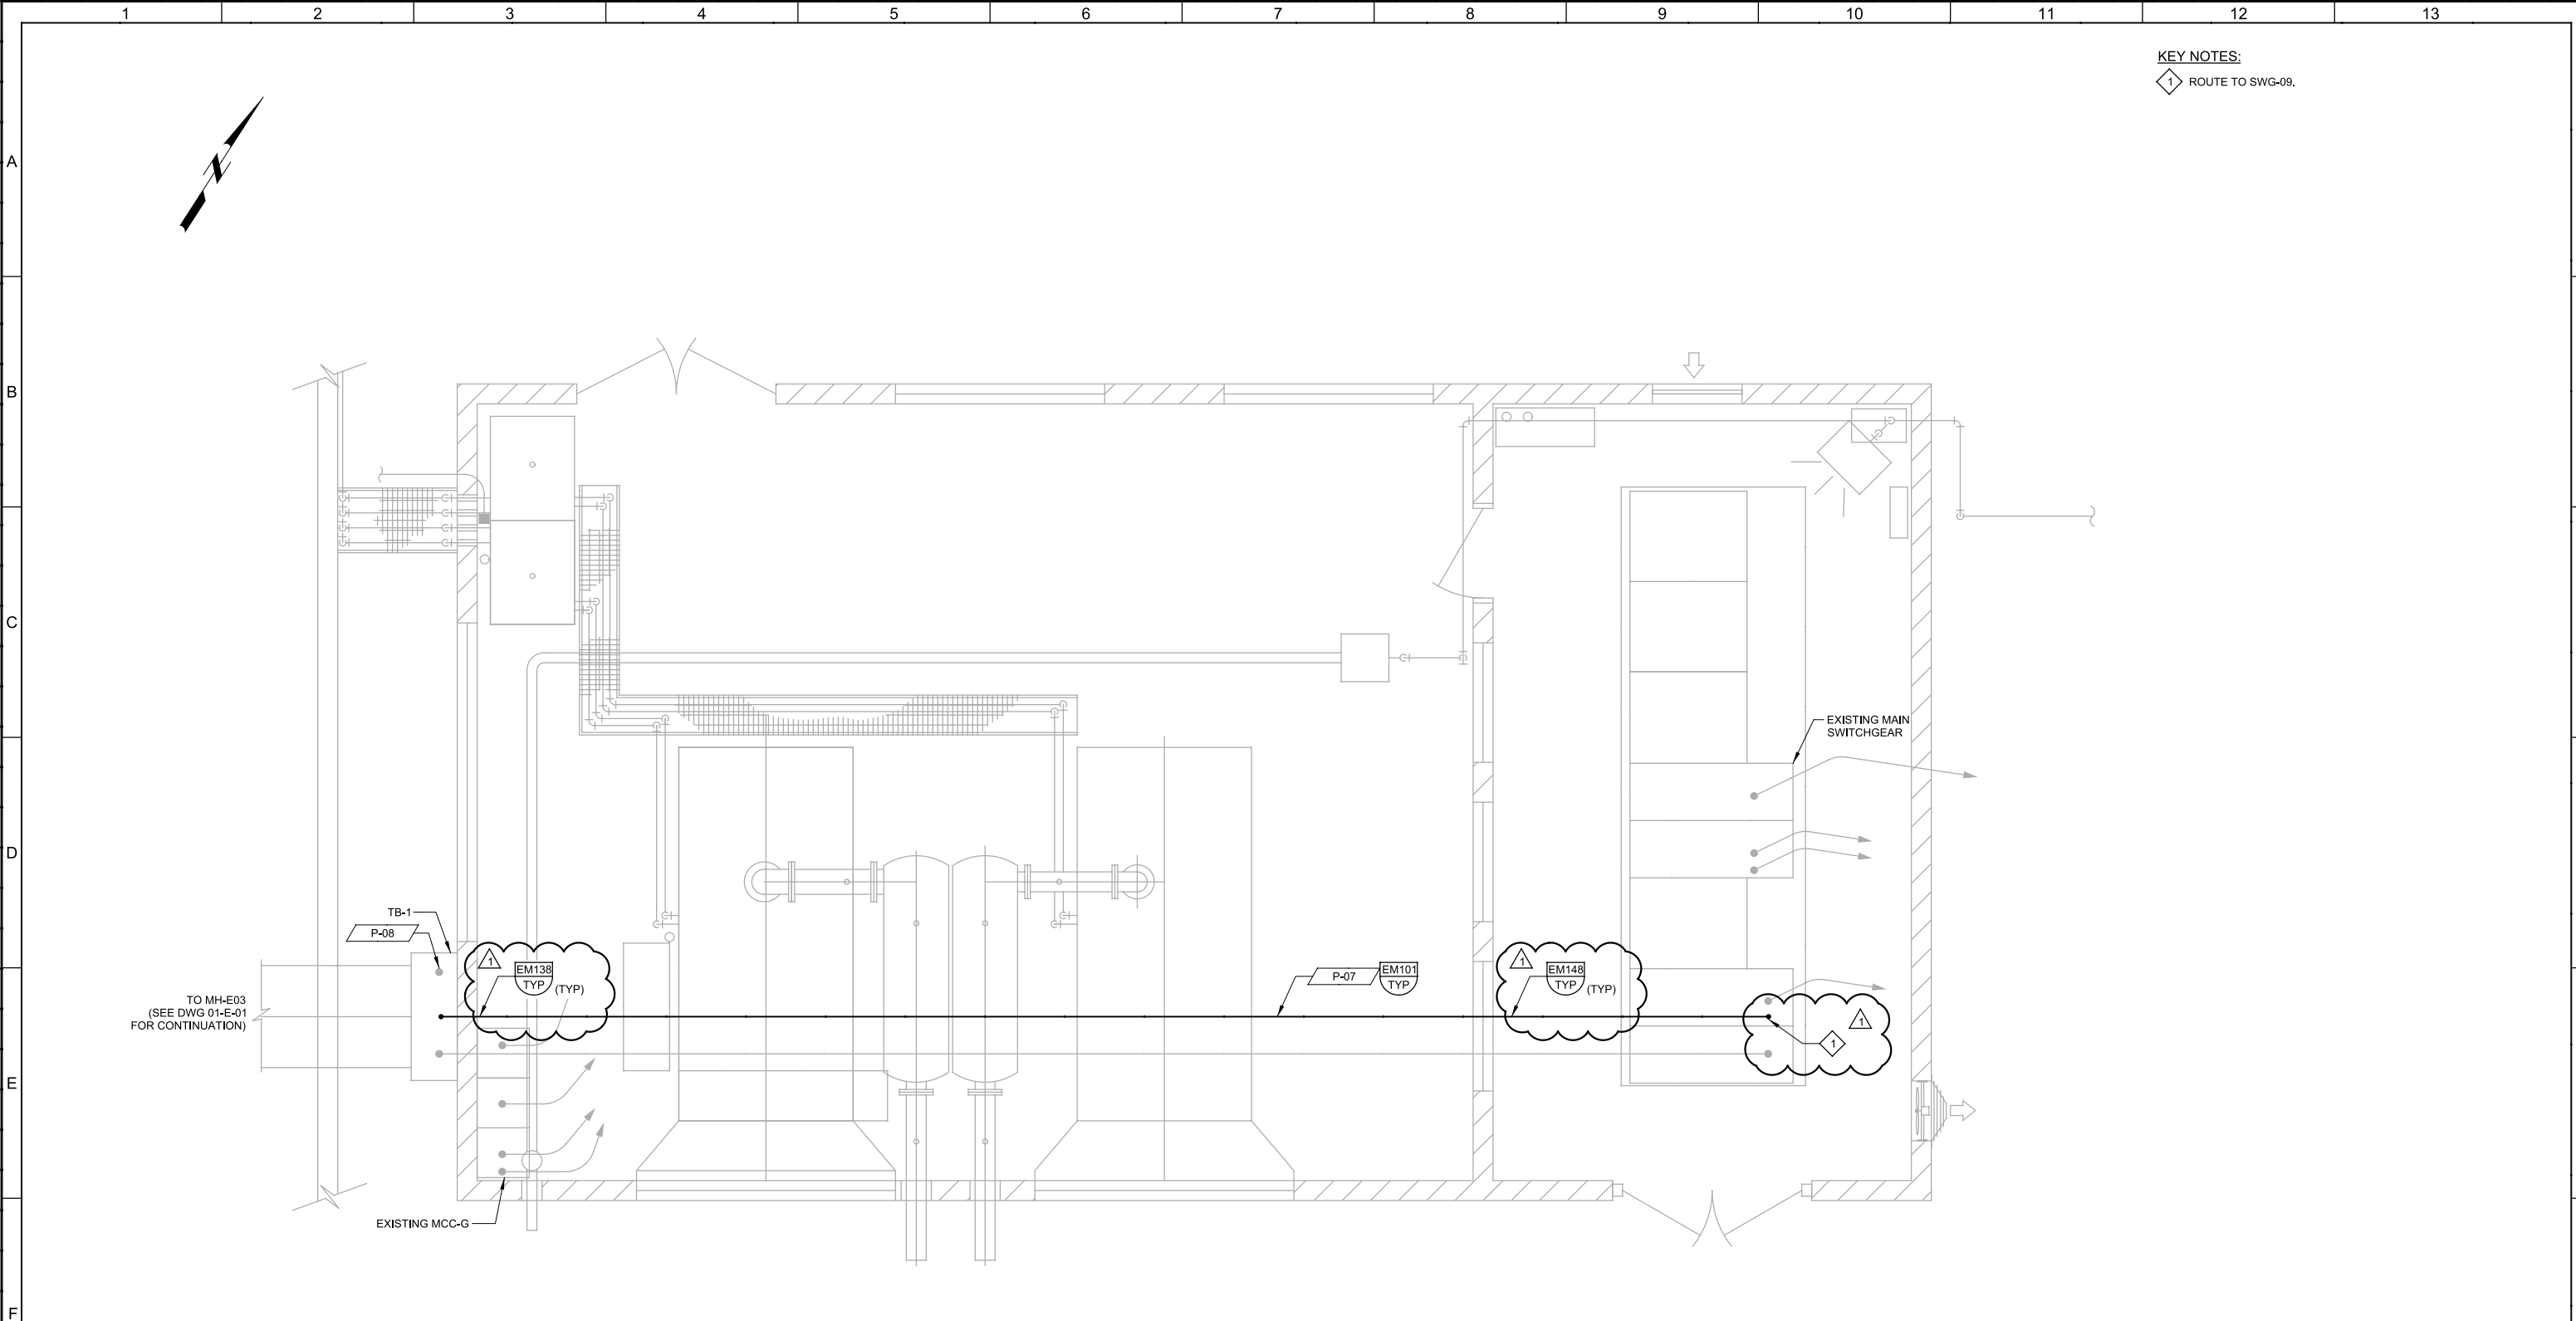 1 2 3 4 5 6 7 8 9 10 11 12 13
KEY NOTES:
1 ROUTE TO SWG-09.
N
A
B
C
EXISTING MAIN
SWITCHGEAR
D
TB-1
P-08
1
EM138
TYP
(TYP)
P-07
EM101
TYP
1
EM148
TYP
(TYP)
TO MH-E03
(SEE DWG 01-E-01
FOR CONTINUATION)
1
1
E
EXISTING MCC-G
F